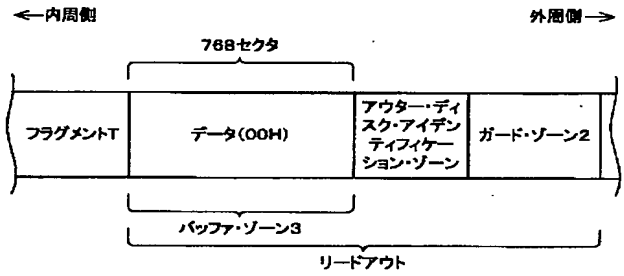 ←内周側
外周側→
768セクタ
フラグメントT
データ(00H)
アウター・ディ
スク・アイデン
ティフィケー
ション・ゾーン
ガード・ゾーン2
バッファ・ゾーン3
リードアウト